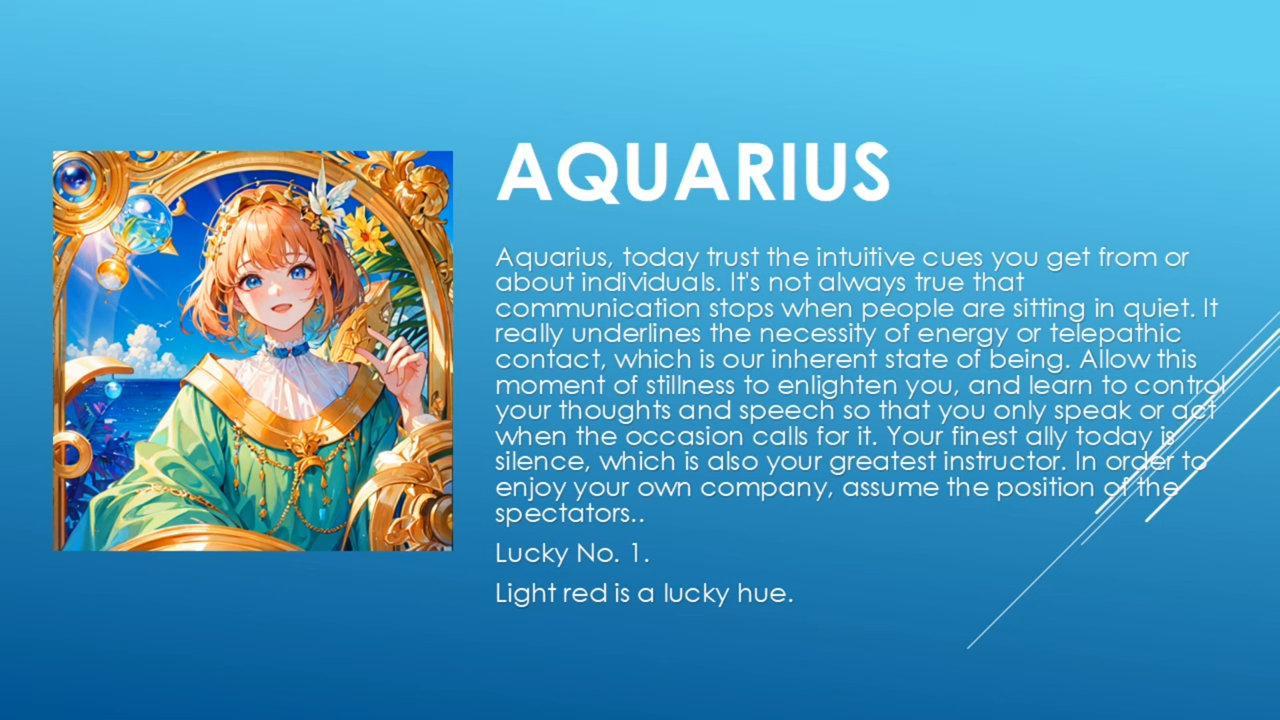 AQUARIUS
Aquarius, today trust the intuitive cues you get from or
about individuals. It's not always true that
communication stops when people are sitting in quiet. It
really underlines the necessity of energy or telepathic
contact, which is our inherent state of being. Allow this
moment of stillness to enlighten you, and learn to control
your thoughts and speech so that you only speak or act
when the occasion calls for it. Your finest ally today is
silence, which is also your greatest instructor. In order to
enjoy your own company, assume the position of the
spectators..
Lucky No. 1.
Light red is a lucky hue.